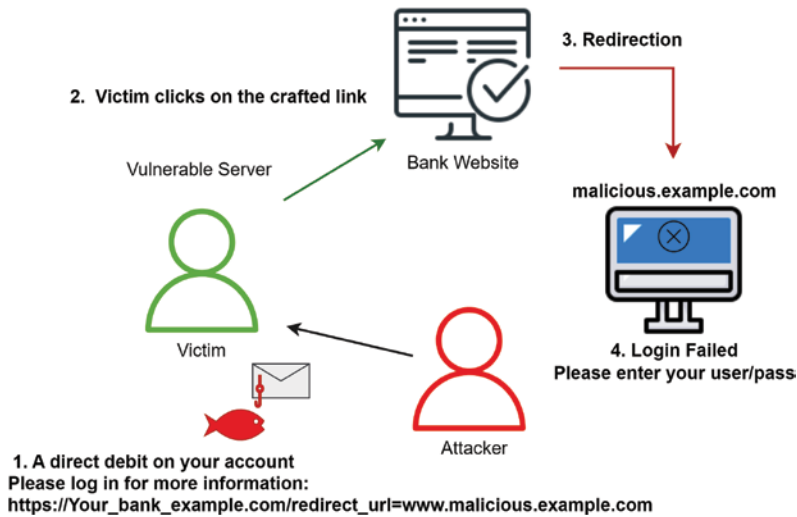 3. Redirection
2. Victim clicks on the crafted link
Vulnerable Server
Bank Website
malicious.example.com
Victim
4. Login Failed
Please enter your user/pass
Attacker
1. A direct debit on your account
Please log in for more information:
https://Your_bank_example.com/redirect_url=www.malicious.example.com